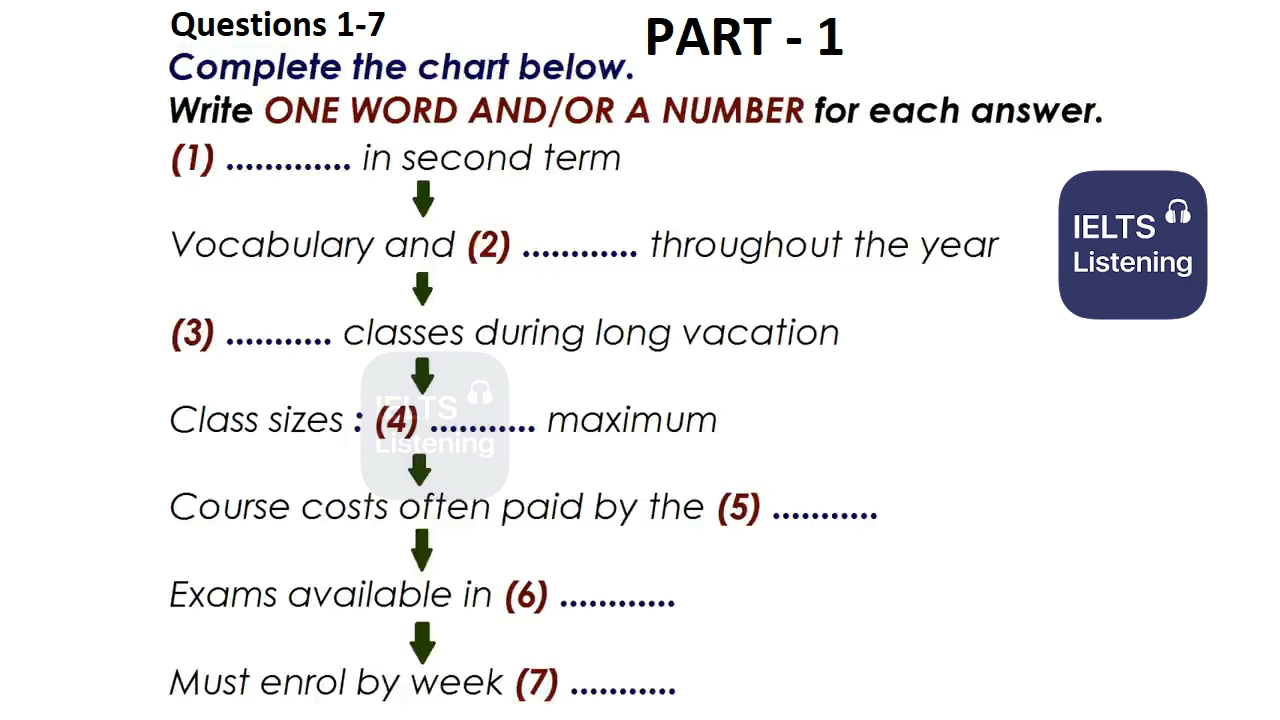 Questions 1-7
PART - 1
Complete the chart below.
Write ONE WORD AND/OR A NUMBER for each answer.
(1) ............. in second term
Vocabulary and (2) ............ throughout the year
(3) ........... classes during long vacation
Class sizes : (4) ........... maximum
Course costs often paid by the (5) ...........
Exams available in (6) ............
Must enrol by week (7) ...........
IELTS
Listening
IELTS
Listening